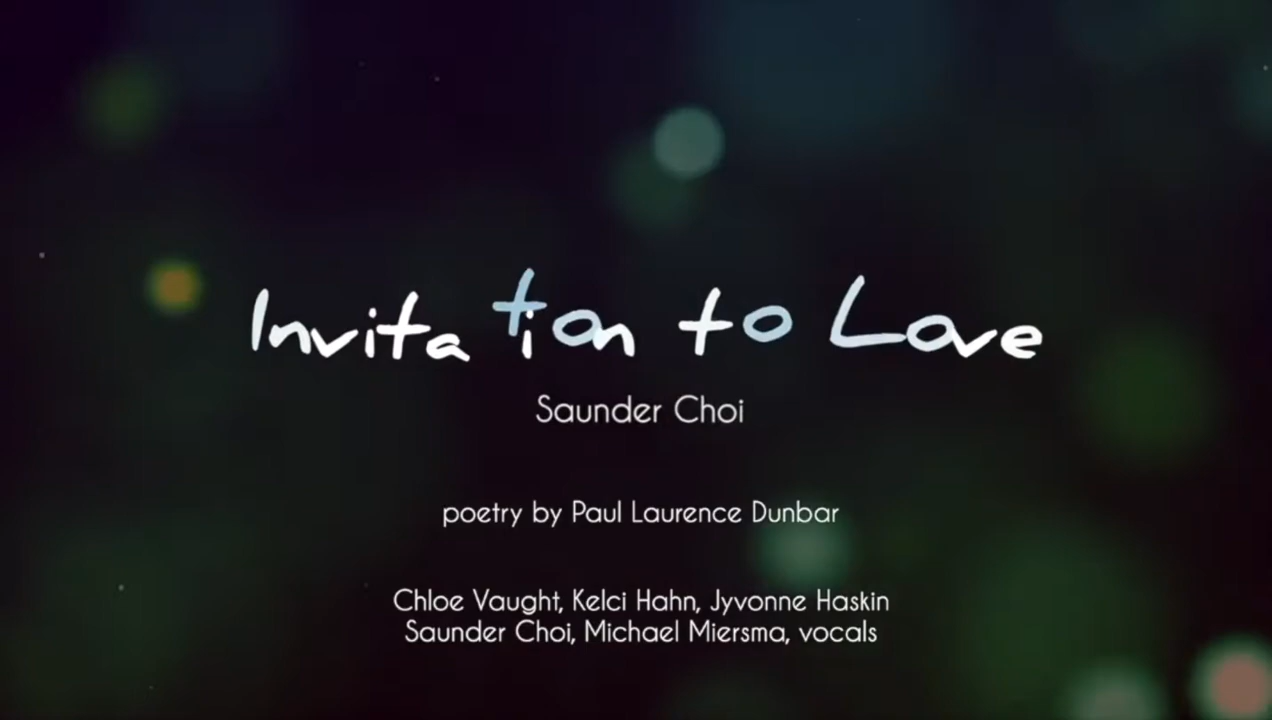 Invitation to Love
Saunder Choi
poetry by Paul Laurence Dunbar
Chloe Vaught, Kelci Hahn, Jyvonne Haskin
Saunder Choi, Michael Miersma, vocals